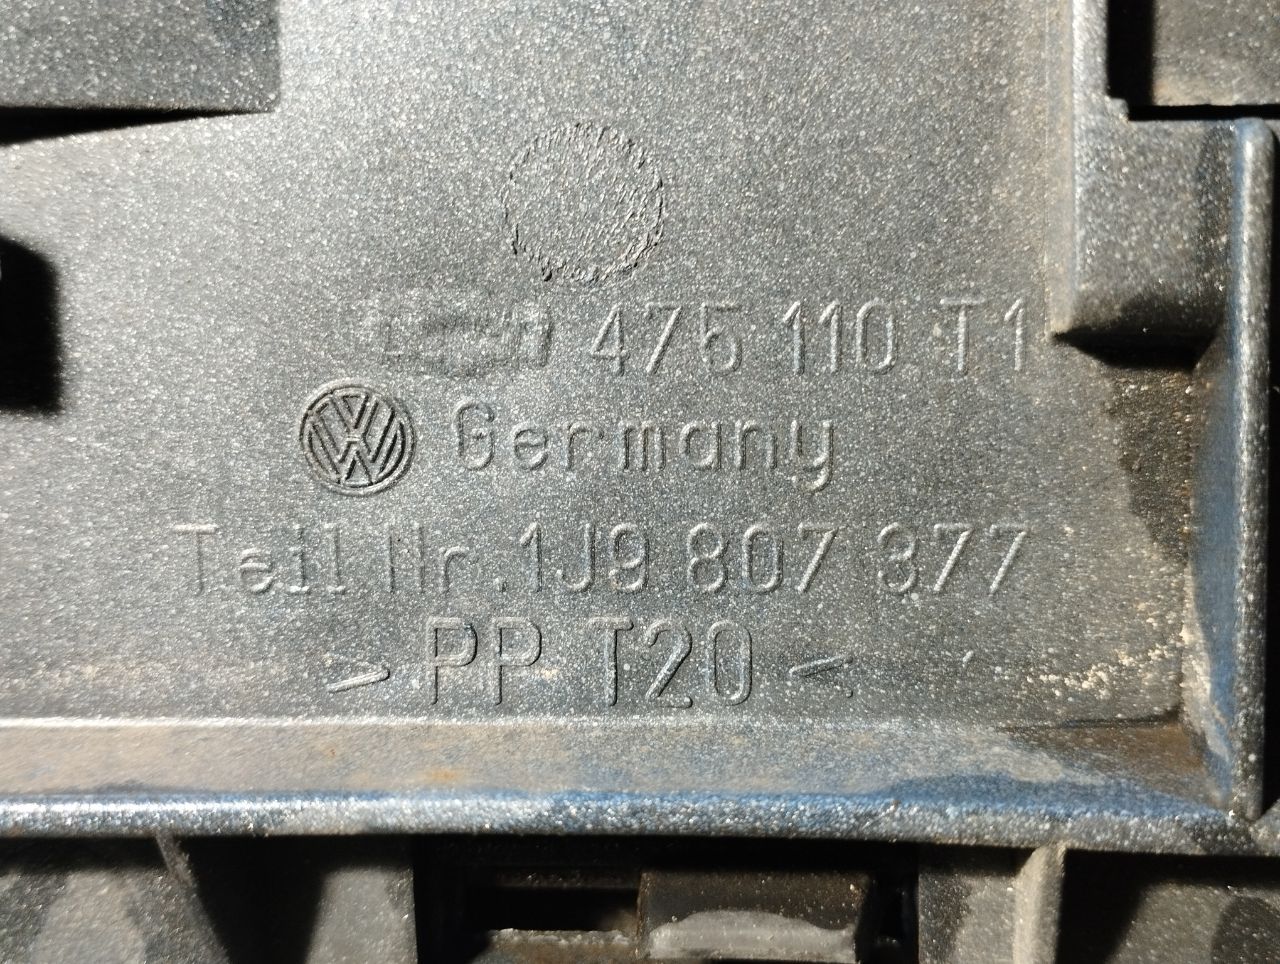 475 110 T1
Germany
Teil Nr. 1J9 807 377
> PP T20 <